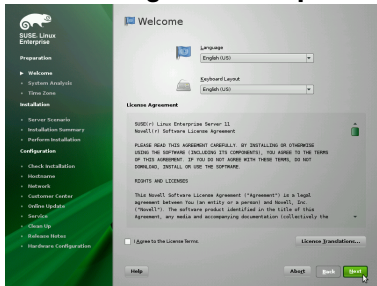 SUSE. Linux
Enterprise
Preparation
Welcome
System Analysis
Time Zone
Installation
Server Scenario
Installation Summary
Perform Installation
Configuration
Check Installation
Hostname
Network
Customer Center
Online Update
Service
Clean Up
Release Notes
Hardware Configuration
Welcome
Language
English (US)
Keyboard Layout
English (US)
License Agreement
SUSE(r) Linux Enterprise Server 11
Novell(r) Software License Agreement
PLEASE READ THIS AGREEMENT CAREFULLY. BY INSTALLING OR OTHERWISE
USING THE SOFTWARE (INCLUDING ITS COMPONENTS), YOU AGREE TO THE TERMS
OF THIS AGREEMENT. IF YOU DO NOT AGREE WITH THESE TERMS, DO NOT
DOWNLOAD, INSTALL OR USE THE SOFTWARE.
RIGHTS AND LICENSES
This Novell Software License Agreement ("Agreement") is a legal
agreement between You (an entity or a person) and Novell, Inc.
("Novell"). The software product identified in the title of this
Agreement, any media and accompanying documentation (collectively the
I Agree to the License Terms.
License Translations...
Help
Abort
Back
Next